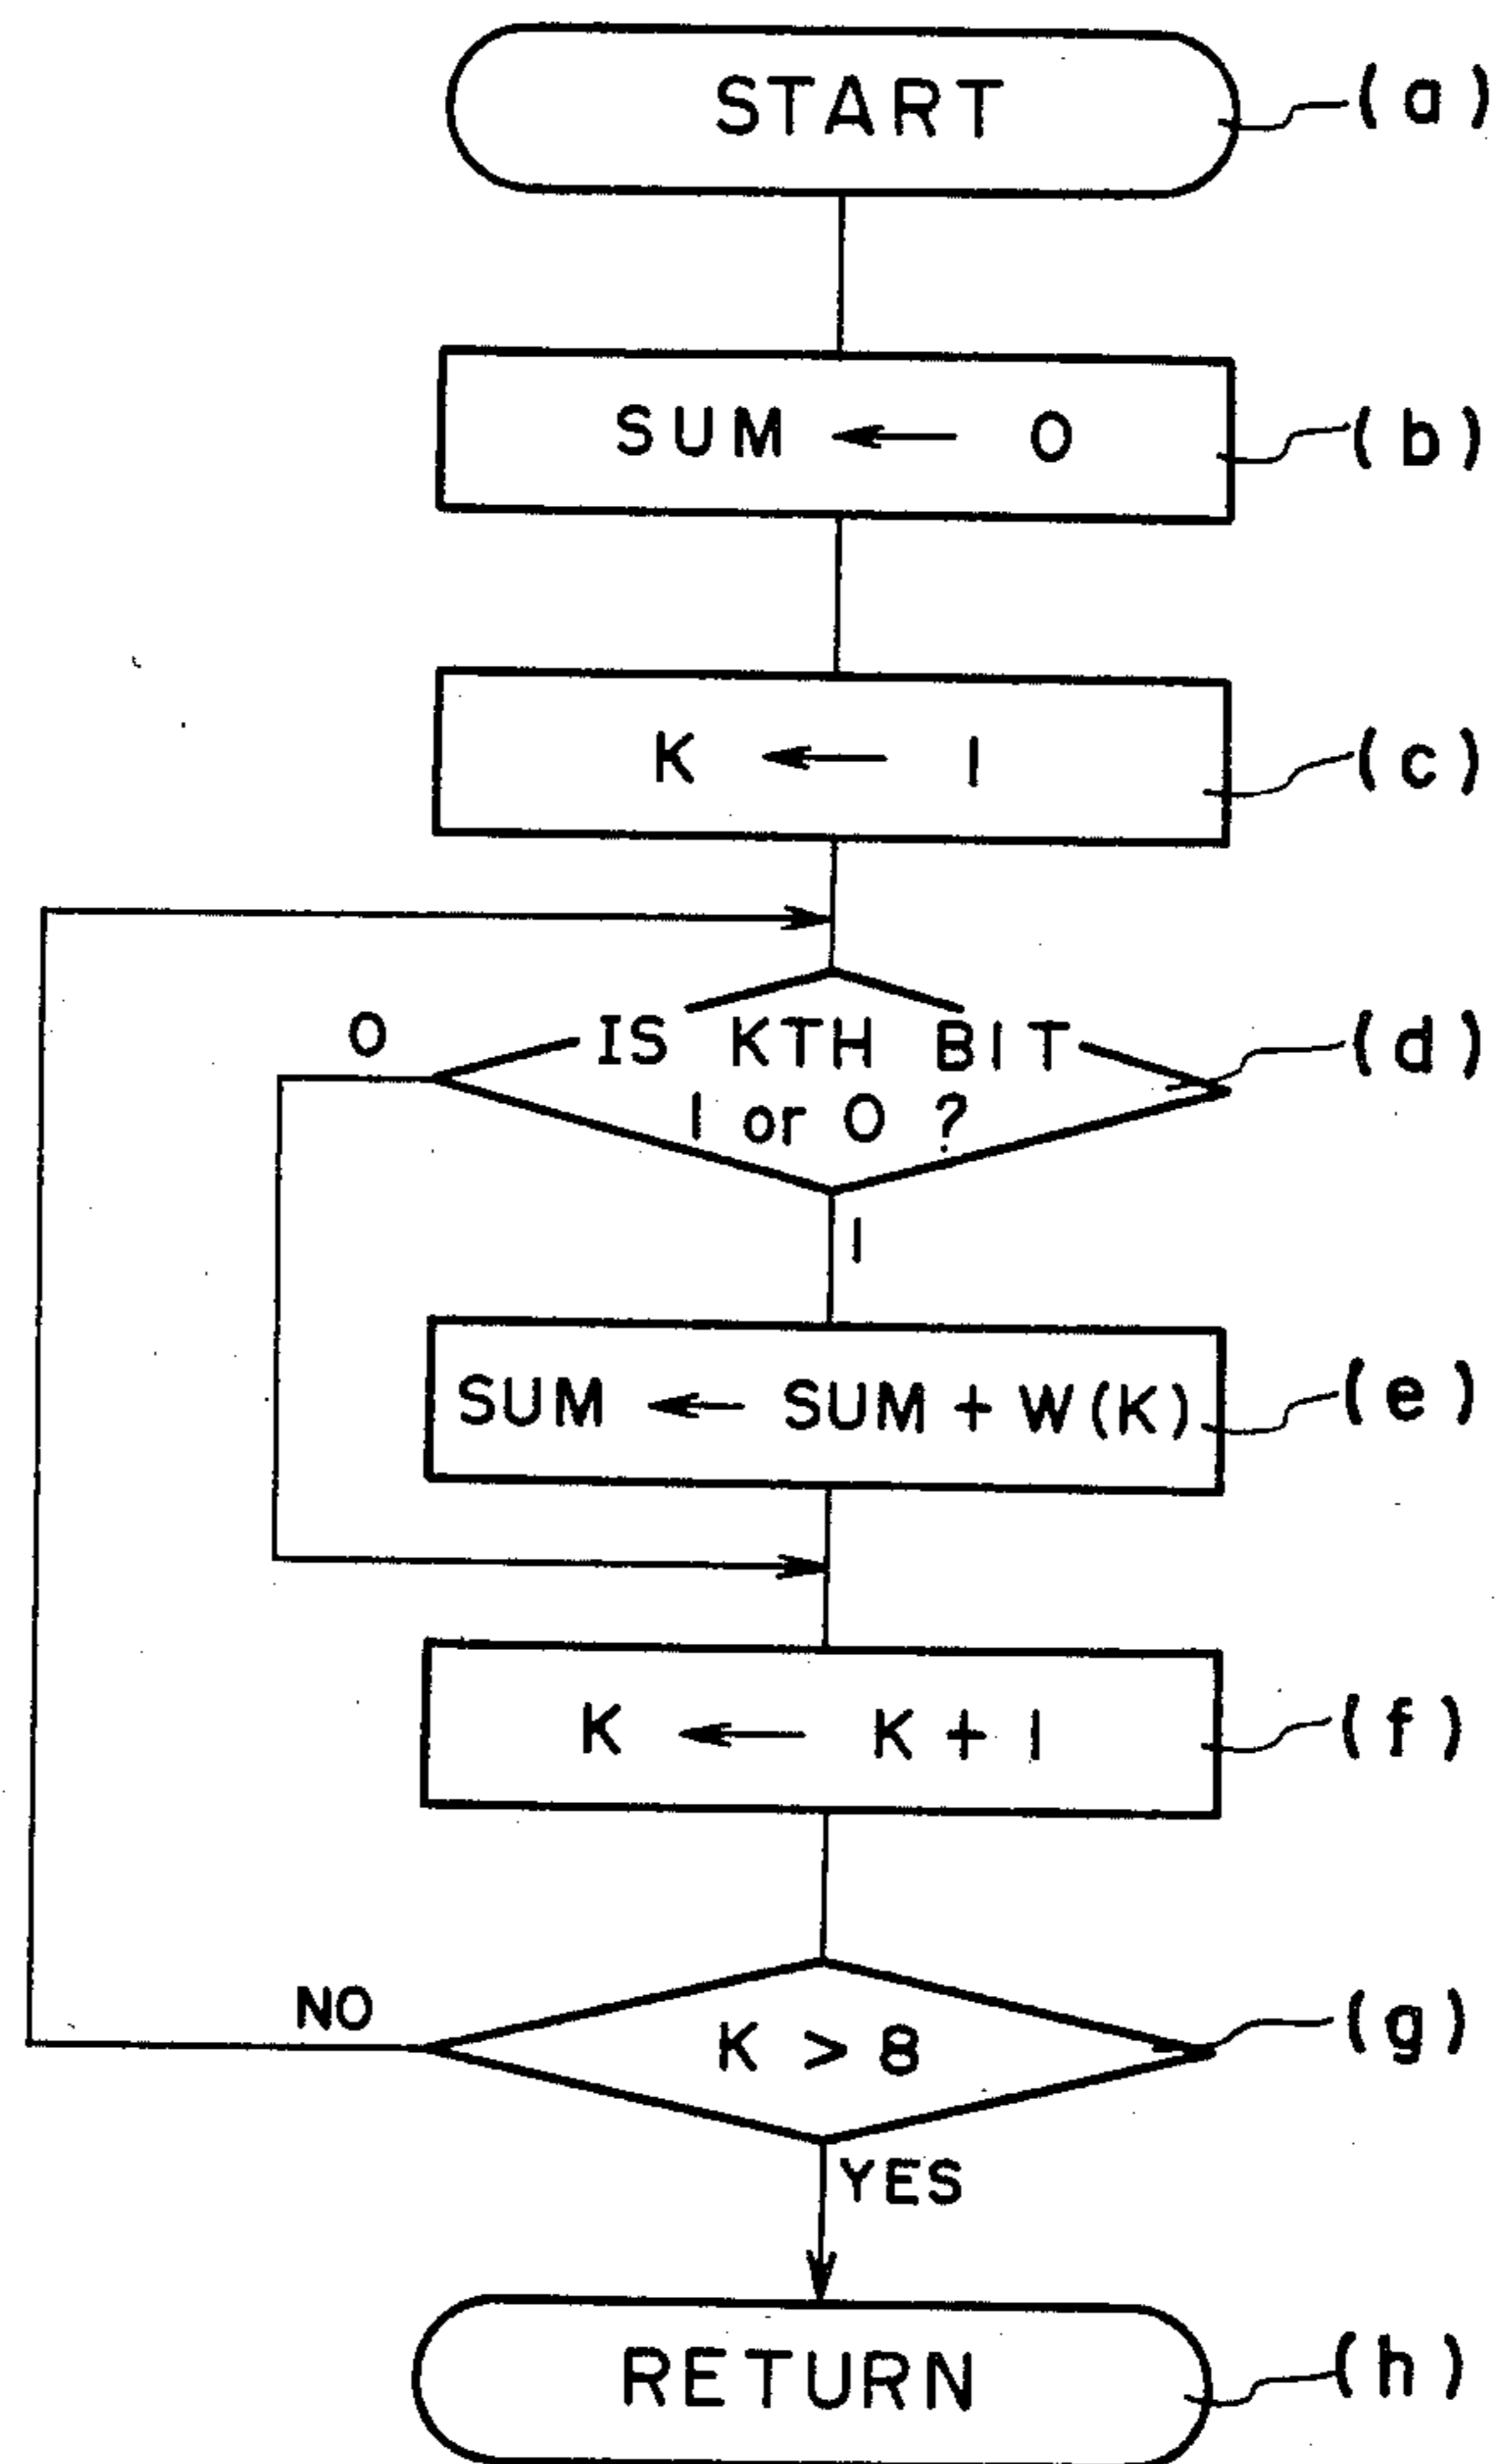 START (a)
SUM ← 0 (b)
K ← 1 (c)
0 IS KTH BIT (d)
1 or 0 ?
1
SUM ← SUM + W(K) (e)
K ← K + 1 (f)
NO K > 8 (g)
YES
RETURN (h)